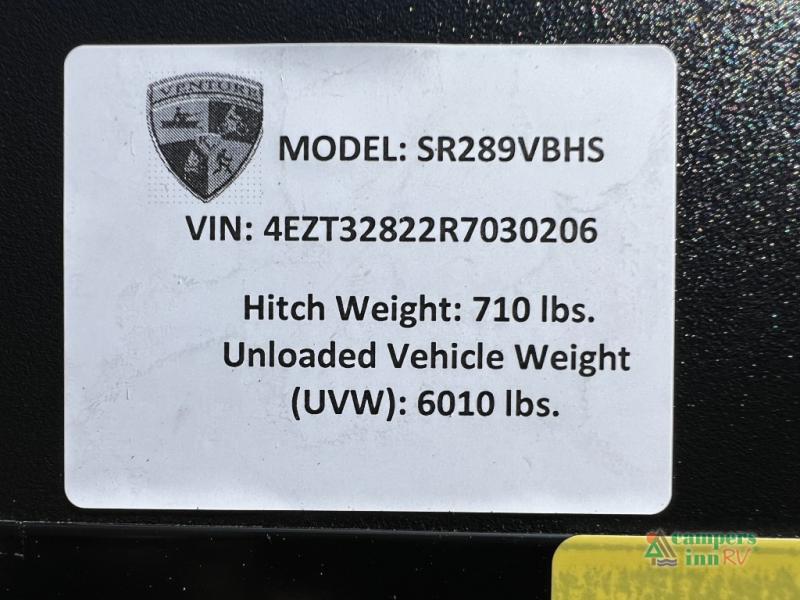 VENTURE
MODEL: SR289VBHS
VIN: 4EZT32822R7030206
Hitch Weight: 710 lbs.
Unloaded Vehicle Weight
(UVW): 6010 lbs.
campers
inn RV